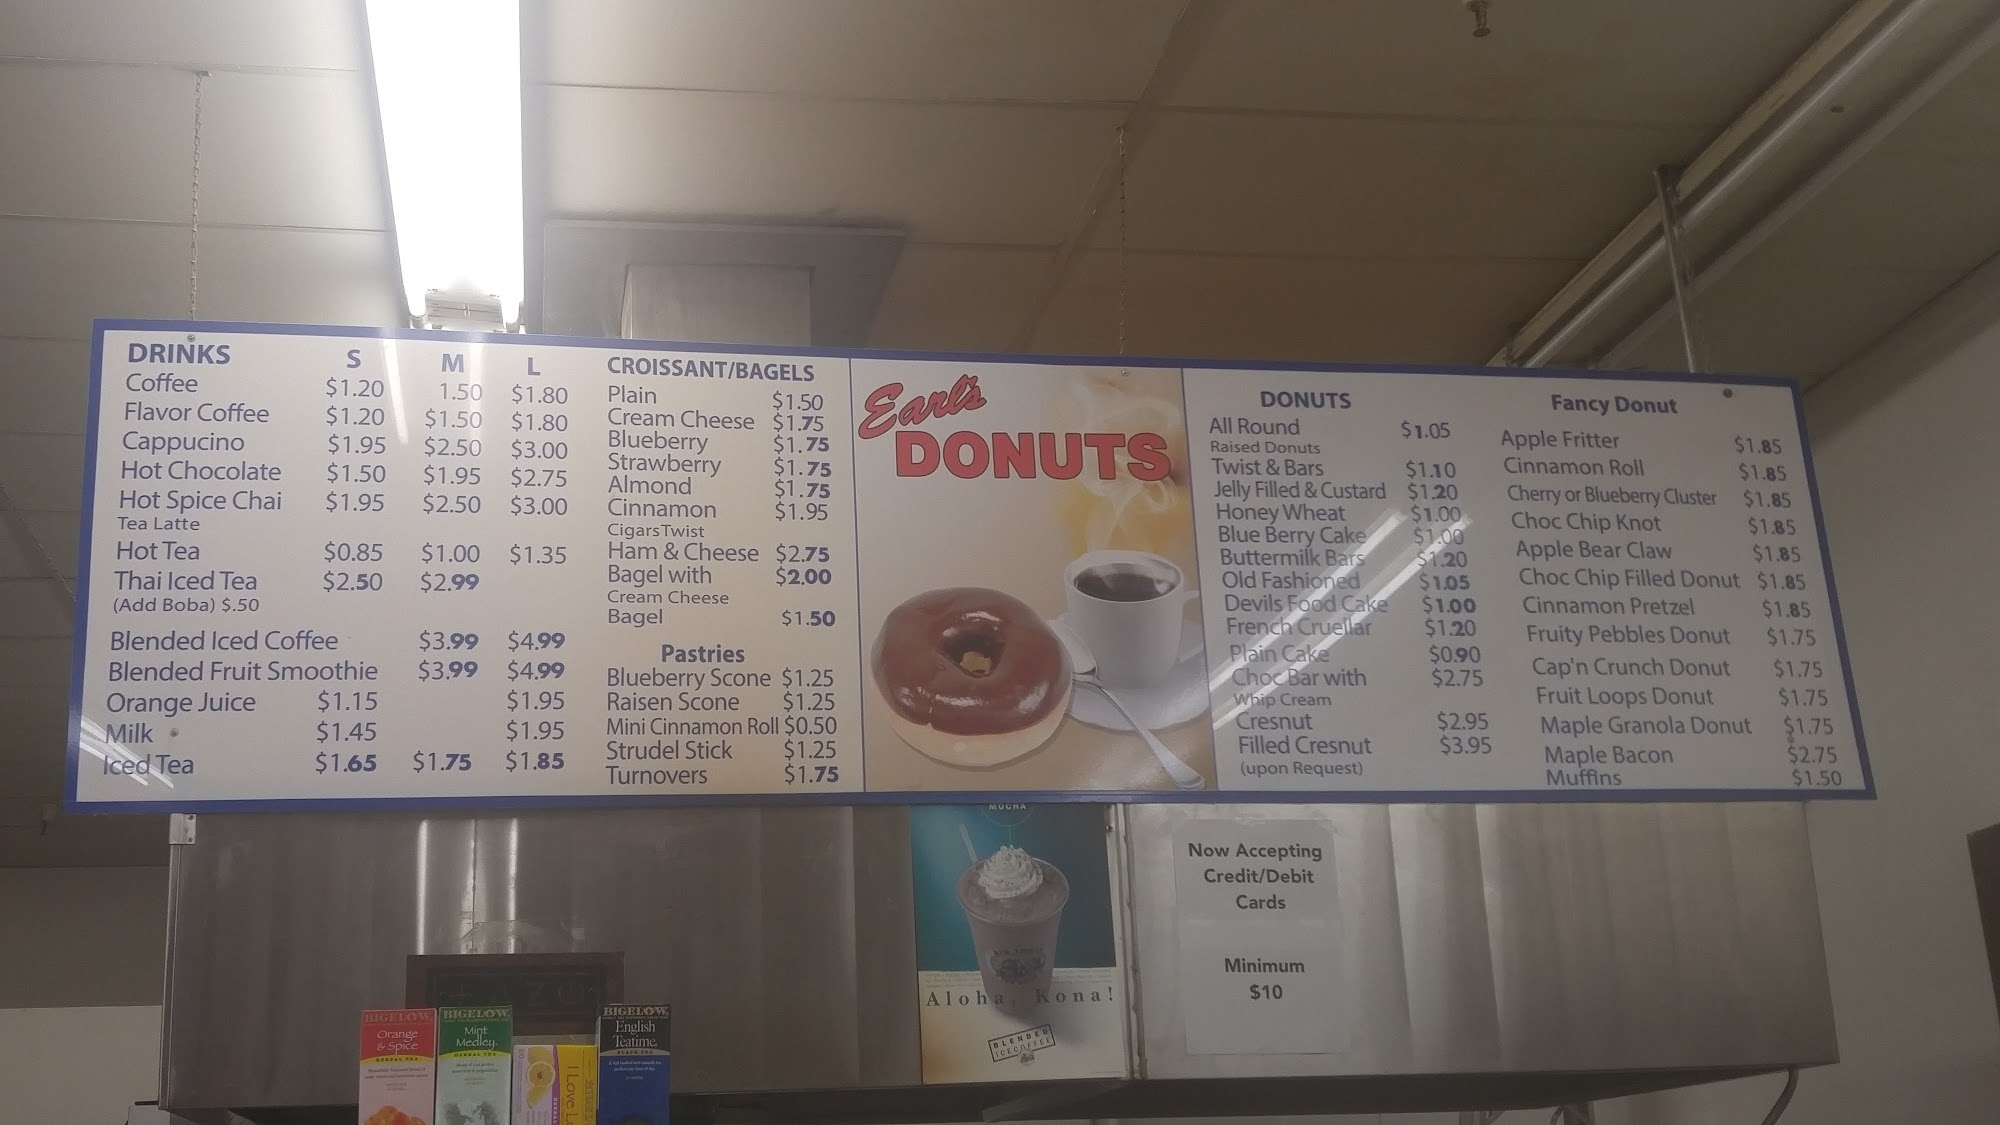 DRINKS S M L
Coffee $1.20 1.50 $1.80
Flavor Coffee $1.20 $1.50 $1.80
Cappucino $1.95 $2.50 $3.00
Hot Chocolate $1.50 $1.95 $2.75
Hot Spice Chai $1.95 $2.50 $3.00
Tea Latte
Hot Tea $0.85 $1.00 $1.35
Thai Iced Tea $2.50 $2.99
(Add Boba) $.50
Blended Iced Coffee $3.99 $4.99
Blended Fruit Smoothie $3.99 $4.99
Orange Juice $1.15 $1.95
Milk $1.45 $1.95
Iced Tea $1.65 $1.75 $1.85
CROISSANT/BAGELS
Plain $1.50
Cream Cheese $1.75
Blueberry $1.75
Strawberry $1.75
Almond $1.75
Cinnamon $1.95
Cigars Twist
Ham & Cheese $2.75
Bagel with $2.00
Cream Cheese
Bagel $1.50
Pastries
Blueberry Scone $1.25
Raisen Scone $1.25
Mini Cinnamon Roll $0.50
Strudel Stick $1.25
Turnovers $1.75
Earl's
DONUTS
DONUTS
All Round $1.05
Raised Donuts
Twist & Bars $1.10
Jelly Filled & Custard $1.20
Honey Wheat $1.00
Blue Berry Cake $1.00
Buttermilk Bars $1.20
Old Fashioned $1.05
Devils Food Cake $1.00
French Cruellar $1.20
Plain Cake $0.90
Choc Bar with $2.75
Whip Cream
Cresnut $2.95
Filled Cresnut $3.95
(upon Request)
Fancy Donut
Apple Fritter $1.85
Cinnamon Roll $1.85
Cherry or Blueberry Cluster $1.85
Choc Chip Knot $1.85
Apple Bear Claw $1.85
Choc Chip Filled Donut $1.85
Cinnamon Pretzel $1.85
Fruity Pebbles Donut $1.75
Cap'n Crunch Donut $1.75
Fruit Loops Donut $1.75
Maple Granola Donut $1.75
Maple Bacon $2.75
Muffins $1.50
MOCHA
Aloha, Kona!
BLENDED
ICE COFFEE
Now Accepting
Credit/Debit
Cards
Minimum
$10
BIGELOW
Orange
& Spice
HERBAL TEA
BIGELOW
Mint
Medley
HERBAL TEA
I Love
BIGELOW
English
Teatime
BLACK TEA